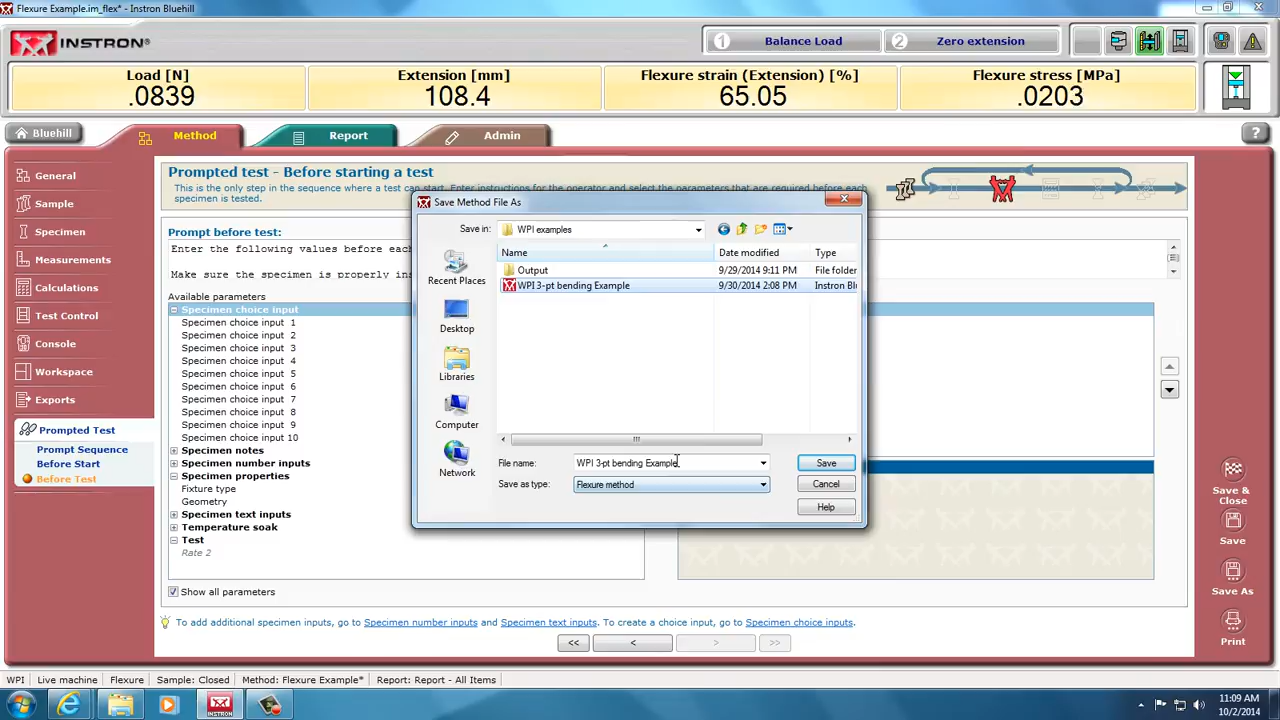 Flexure Example.im_flex* - Instron Bluehill
INSTRON®
1 Balance Load
2 Zero extension
Load [N]
.0839
Extension [mm]
108.4
Flexure strain (Extension) [%]
65.05
Flexure stress [MPa]
.0203
Bluehill
Method
Report
Admin
?
General
Sample
Specimen
Measurements
Calculations
Test Control
Console
Workspace
Exports
Prompted Test
Prompt Sequence
Before Start
Before Test
Prompted test - Before starting a test
This is the only step in the sequence where a test can start. Enter instructions for the operator and select the parameters that are required before each
specimen is tested.
Prompt before test:
Enter the following values before eac
Make sure the specimen is properly in
Available parameters
Specimen choice input
Specimen choice input 1
Specimen choice input 2
Specimen choice input 3
Specimen choice input 4
Specimen choice input 5
Specimen choice input 6
Specimen choice input 7
Specimen choice input 8
Specimen choice input 9
Specimen choice input 10
Specimen notes
Specimen number inputs
Specimen properties
Fixture type
Geometry
Specimen text inputs
Temperature soak
Test
Rate 2
Show all parameters
Save Method File As
Save in: WPI examples
Name Date modified Type
Output 9/29/2014 9:11 PM File folder
WPI 3-pt bending Example 9/30/2014 2:08 PM Instron Bl
Recent Places
Desktop
Libraries
Computer
Network
File name: WPI 3-pt bending Example
Save as type: Flexure method
Save
Cancel
Help
Save &
Close
Save
Save As
Print
To add additional specimen inputs, go to Specimen number inputs and Specimen text inputs. To create a choice input, go to Specimen choice inputs.
<< < > >>
WPI Live machine Flexure Sample: Closed Method: Flexure Example* Report: Report - All Items
INSTRON
11:09 AM
10/2/2014